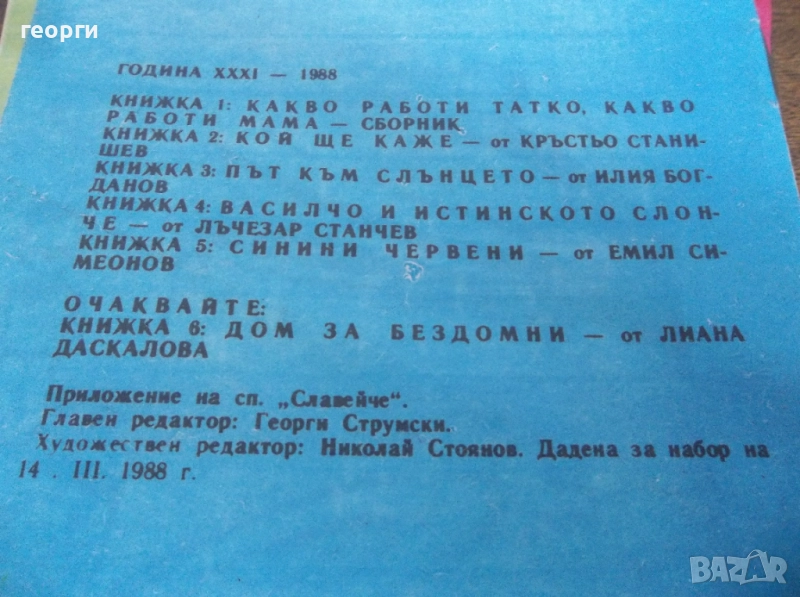 георги
ГОДИНА XXXI — 1988
КНИЖКА 1: КАКВО РАБОТИ ТАТКО, КАКВО
РАБОТИ МАМА — СБОРНИК
КНИЖКА 2: КОЙ ЩЕ КАЖЕ — от КРЪСТЬО СТАНИ-
ШЕВ
КНИЖКА 3: ПЪТ КЪМ СЛЪНЦЕТО — от ИЛИЯ БОГ-
ДАНОВ
КНИЖКА 4: ВАСИЛЧО И ИСТИНСКОТО СЛОН-
ЧЕ — от ЛЪЧЕЗАР СТАНЧЕВ
КНИЖКА 5: СИНИНИ ЧЕРВЕНИ — от ЕМИЛ СИ-
МЕОНОВ
ОЧАКВАЙТЕ:
КНИЖКА 6: ДОМ ЗА БЕЗДОМНИ — от ЛИАНА
ДАСКАЛОВА
Приложение на сп. „Славейче“.
Главен редактор: Георги Струмски.
Художествен редактор: Николай Стоянов. Дадена за набор на
14 . III. 1988 г.
BAZAR